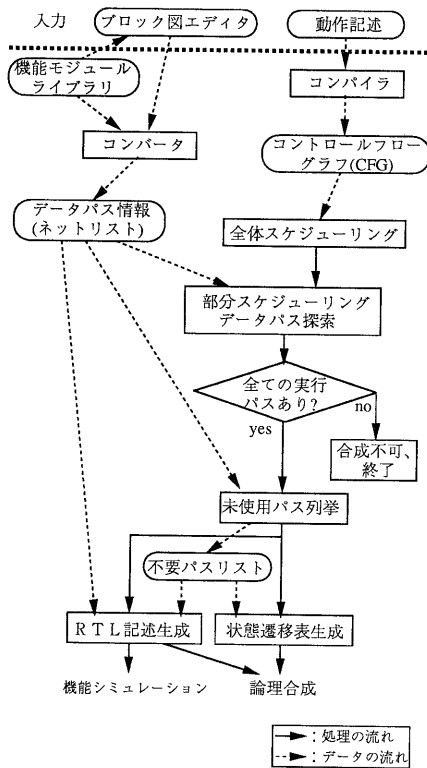 入力
ブロック図エディタ
動作記述
機能モジュール
ライブラリ
コンパイラ
コンバータ
コントロールフロー
グラフ(CFG)
データパス情報
(ネットリスト)
全体スケジューリング
部分スケジューリング
データパス探索
全ての実行
パスあり?
no
yes
合成不可、
終了
未使用パス列挙
不要パスリスト
RTL記述生成
状態遷移表生成
機能シミュレーション
論理合成
:処理の流れ
:データの流れ